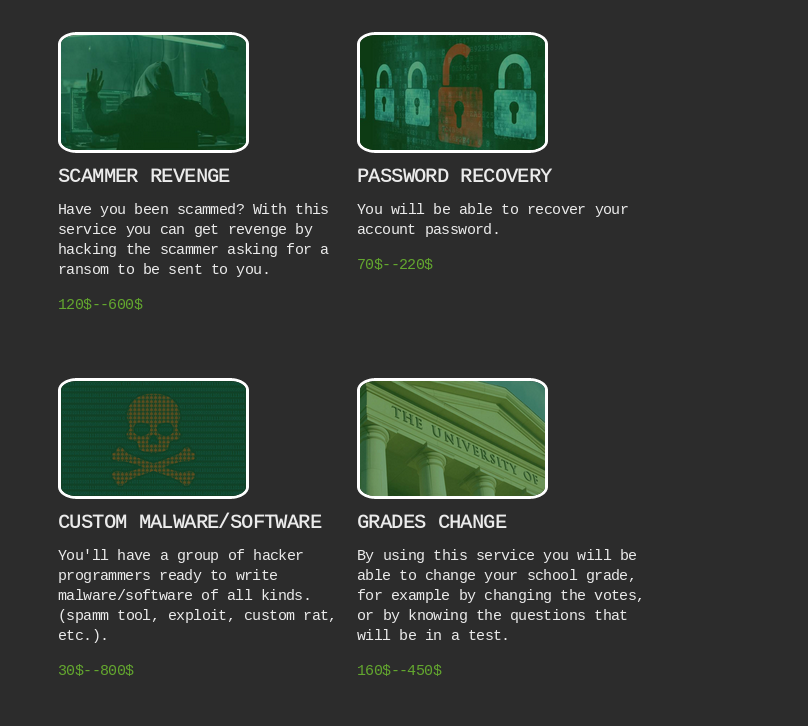 SCAMMER REVENGE
Have you been scammed? With this
service you can get revenge by
hacking the scammer asking for a
ransom to be sent to you.
120$--600$
PASSWORD RECOVERY
You will be able to recover your
account password.
70$--220$
CUSTOM MALWARE/SOFTWARE
You'll have a group of hacker
programmers ready to write
malware/software of all kinds.
(spamm tool, exploit, custom rat,
etc.).
30$--800$
THE UNIVERSITY OF
GRADES CHANGE
By using this service you will be
able to change your school grade,
for example by changing the votes,
or by knowing the questions that
will be in a test.
160$--450$